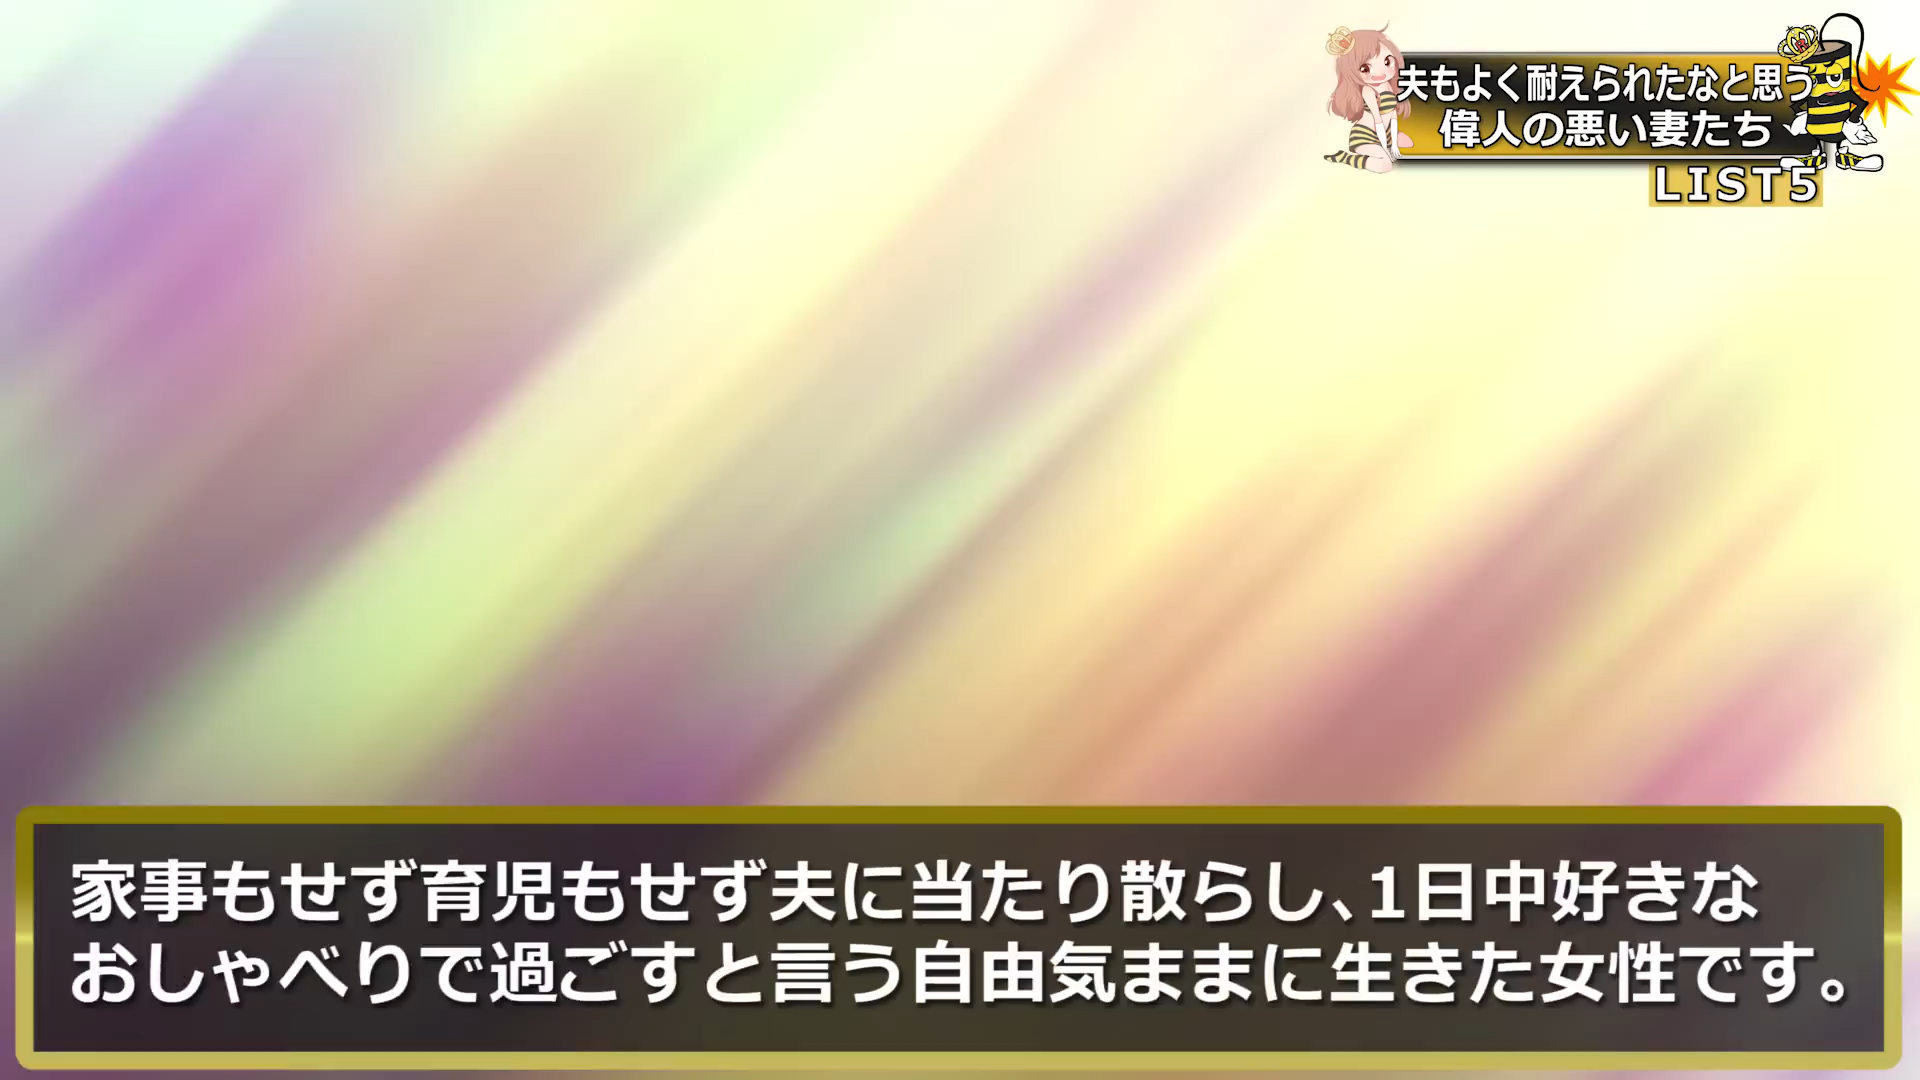 夫もよく耐えられたなと思う
偉人の悪い妻たち
LIST5
家事もせず育児もせず夫に当たり散らし､1日中好きな
おしゃべりで過ごすと言う自由気ままに生きた女性です。